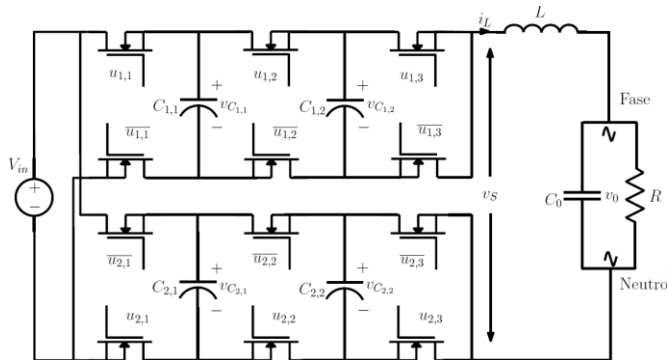 i_L
L
u_{1,1}
u_{1,2}
u_{1,3}
+
+
C_{1,1}
v_{C_{1,1}}
C_{1,2}
v_{C_{1,2}}
Fase
−
−
\overline{u_{1,1}}
\overline{u_{1,2}}
\overline{u_{1,3}}
V_{in}
+
−
v_S
C_0
v_0
R
\overline{u_{2,1}}
\overline{u_{2,2}}
\overline{u_{2,3}}
+
+
Neutro
C_{2,1}
v_{C_{2,1}}
C_{2,2}
v_{C_{2,2}}
−
−
u_{2,1}
u_{2,2}
u_{2,3}